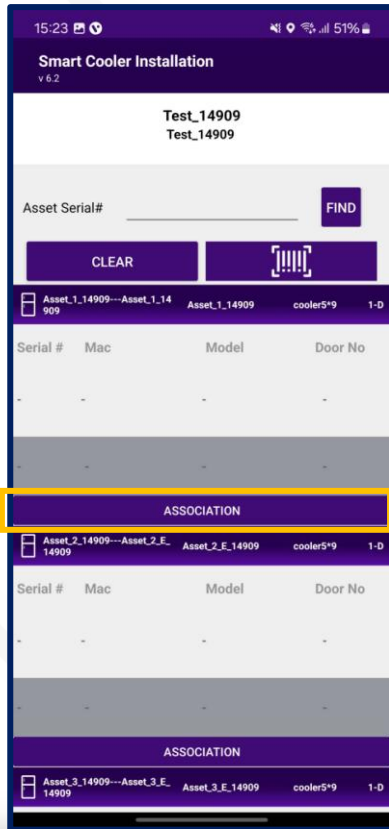 15:23 51%
Smart Cooler Installation
v 6.2
Test_14909
Test_14909
Asset Serial# FIND
CLEAR
Asset_1_14909---Asset_1_14
909 Asset_1_14909 cooler5*9 1-D
Serial # Mac Model Door No
- - - -
- - - -
ASSOCIATION
Asset_2_14909---Asset_2_E_
14909 Asset_2_E_14909 cooler5*9 1-D
Serial # Mac Model Door No
- - - -
- - - -
ASSOCIATION
Asset_3_14909---Asset_3_E_
14909 Asset_3_E_14909 cooler5*9 1-D